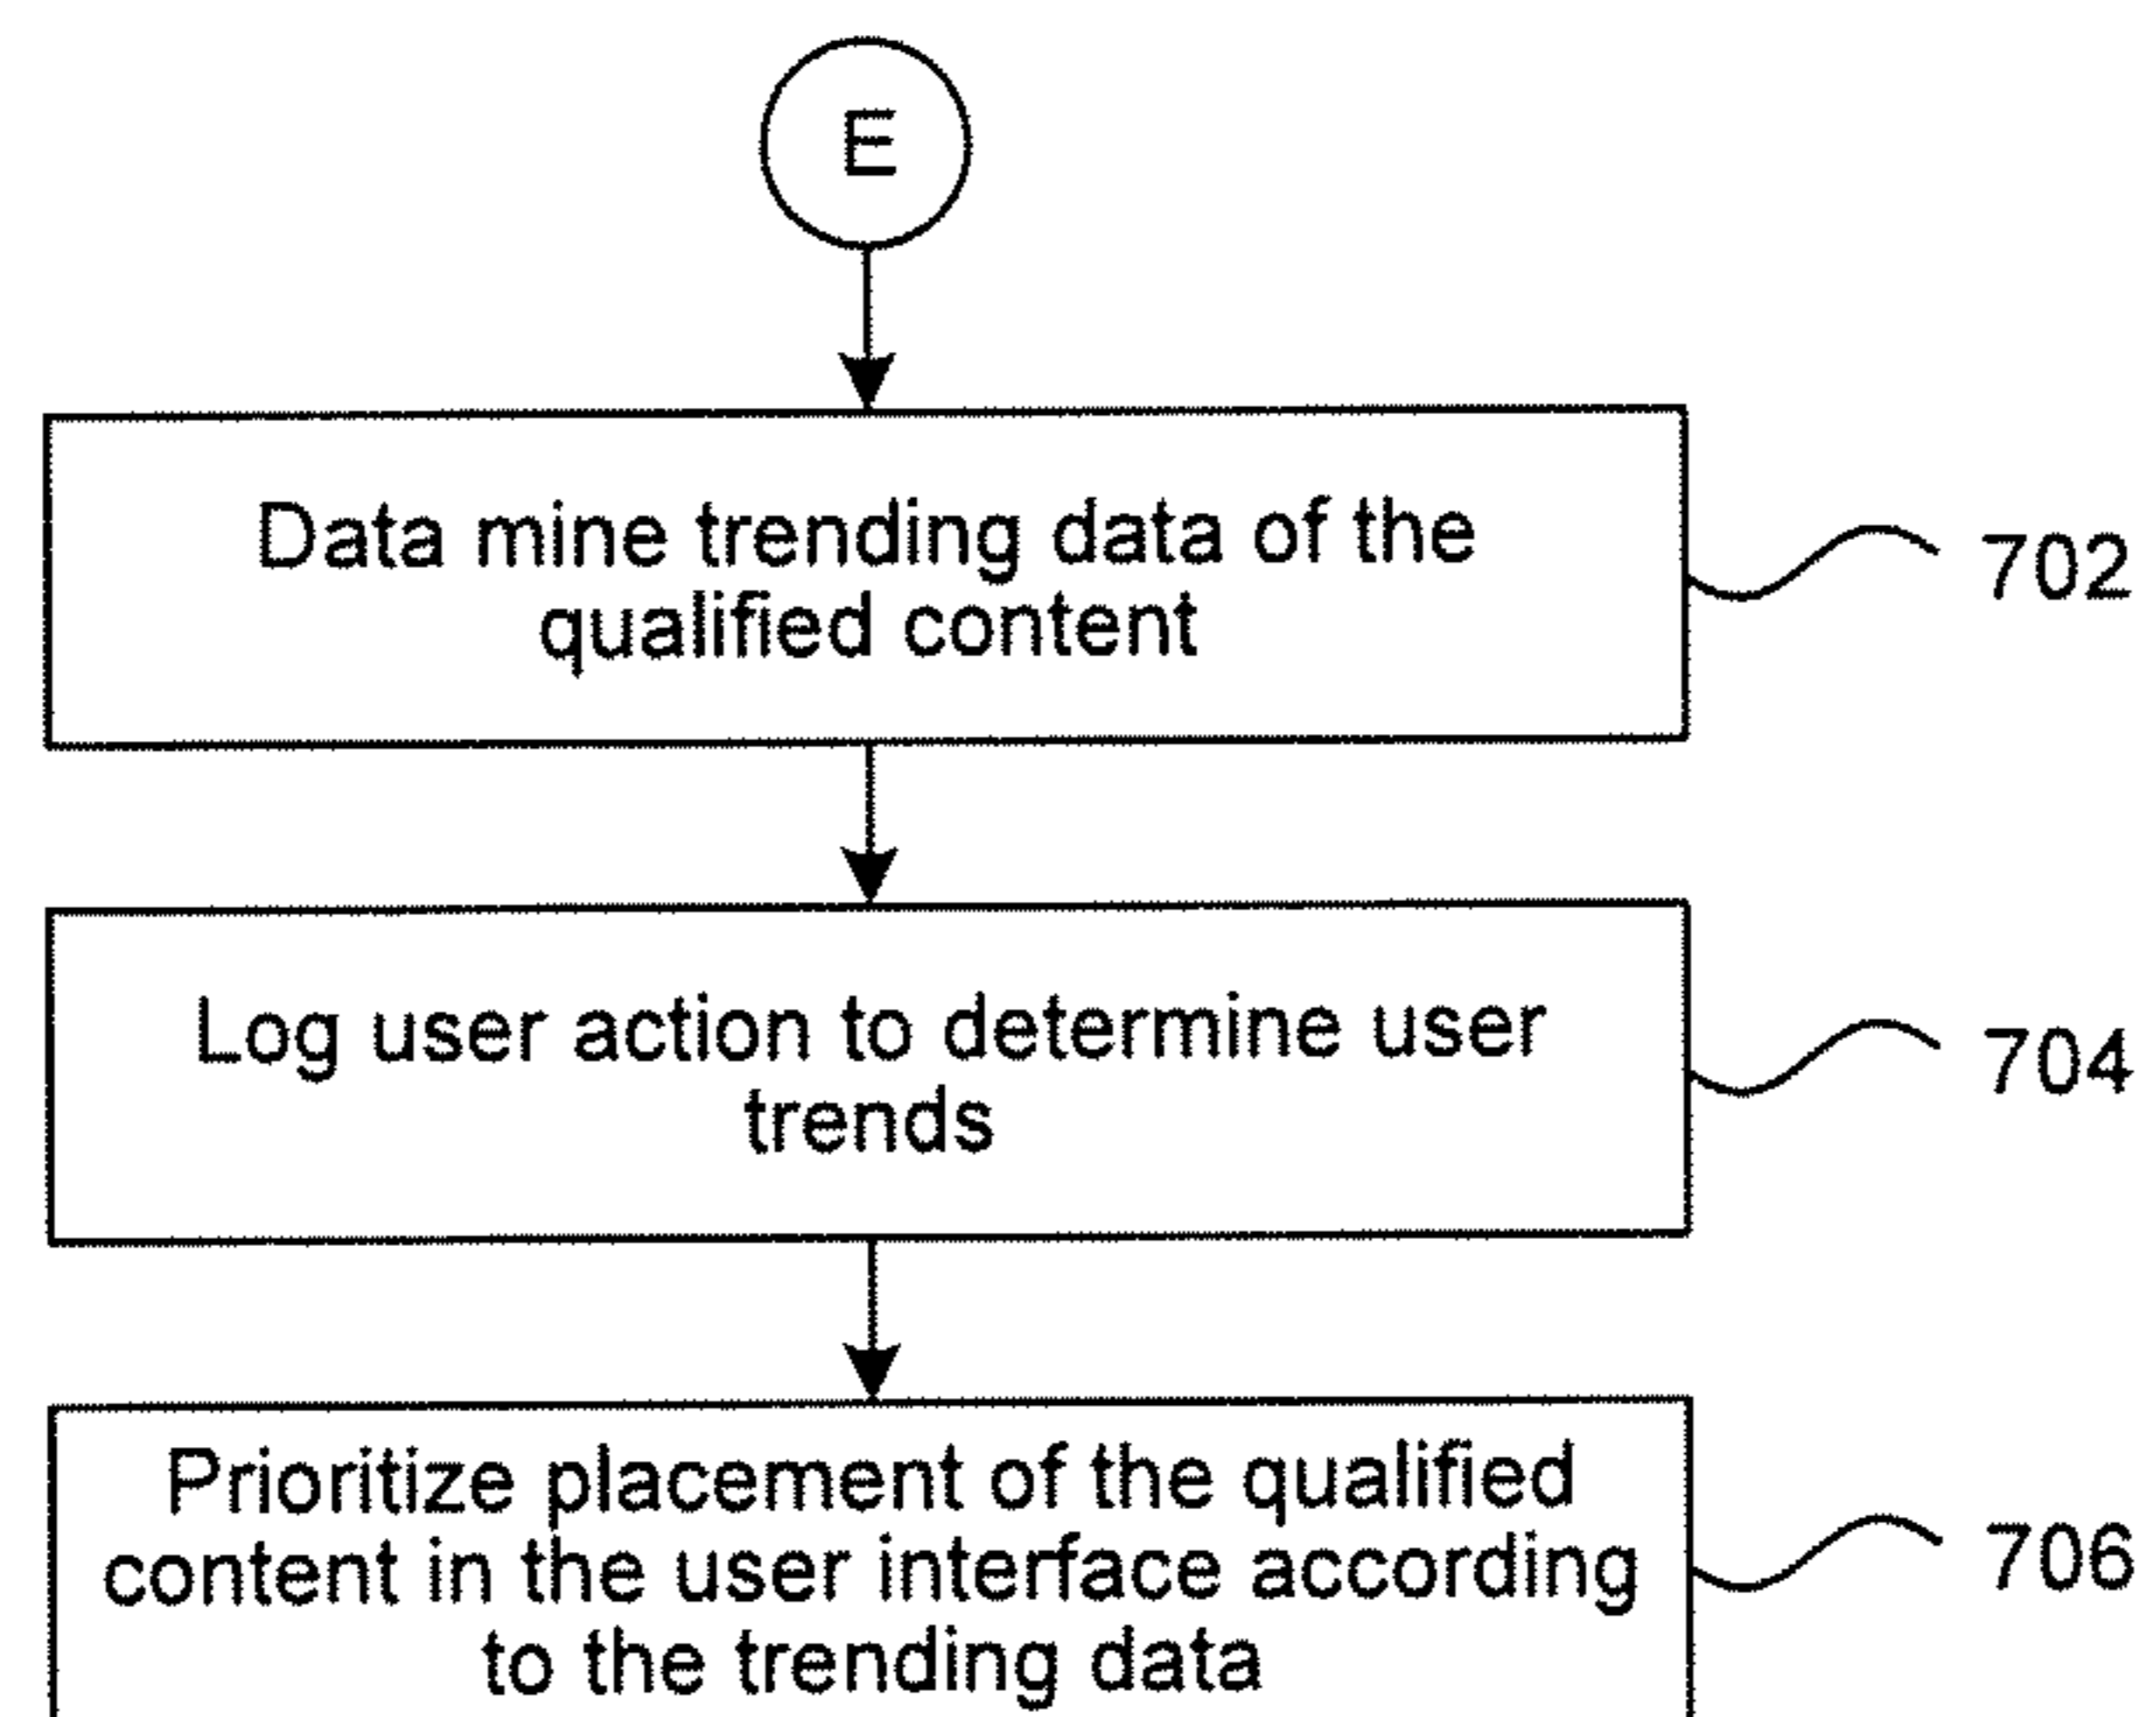 E
Data mine trending data of the
qualified content
702
Log user action to determine user
trends
704
Prioritize placement of the qualified
content in the user interface according
to the trending data
706